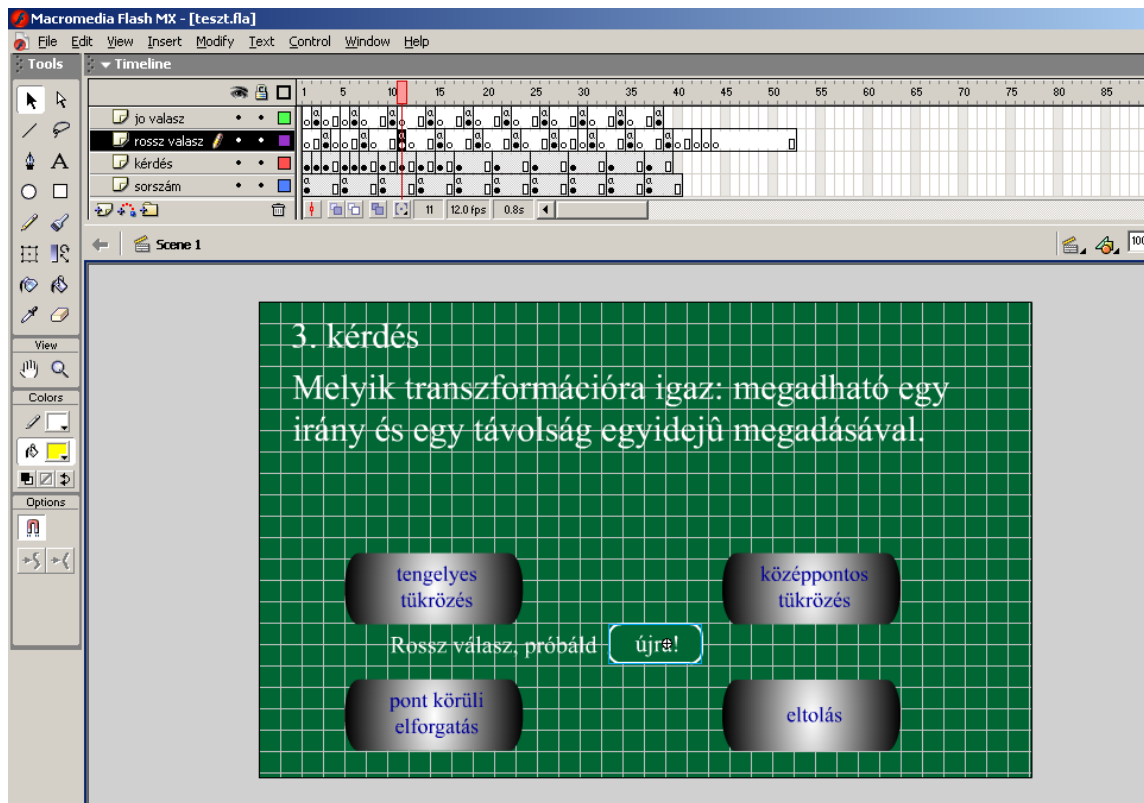 Macromedia Flash MX - [teszt.fla]
File Edit View Insert Modify Text Control Window Help
Tools
Timeline
1 5 10 15 20 25 30 35 40 45 50 55 60 65 70 75 80 85
jo valasz
rossz valasz
kérdés
sorszám
11 12.0 fps 0.8s
Scene 1
100
View
Colors
Options
3. kérdés
Melyik transzformációra igaz: megadható egy
irány és egy távolság egyidejû megadásával.
tengelyes
tükrözés
középpontos
tükrözés
Rossz válasz, próbáld újra!
pont körüli
elforgatás
eltolás